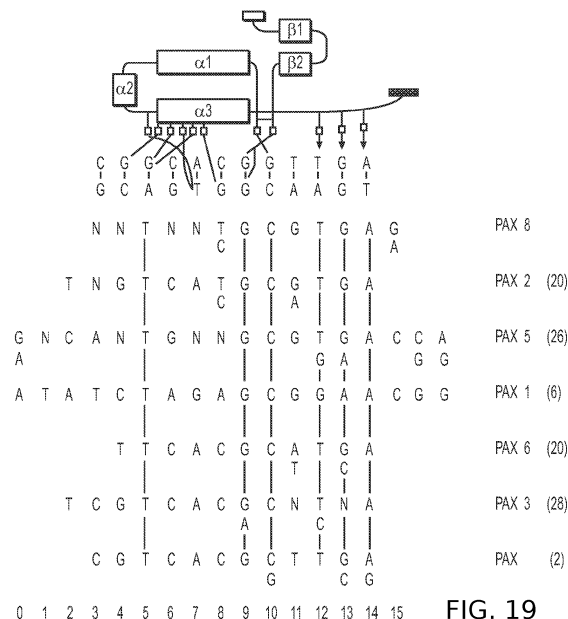 β1
α1 β2
α2
α3
C G G C A C G G T T G A
G C A G T G G C A A G T
N N T N N T G C G T G A G PAX 8
C A
T N G T C A T G C G T G A PAX 2 (20)
C A
G N C A N T G N N G C G T G A C C A PAX 5 (26)
A G A G G
A T A T C T A G A G C G G A A C G G PAX 1 (6)
T T C A C G C A T G A PAX 6 (20)
T C
T C G T C A C G C N T N A PAX 3 (28)
A C
C G T C A C G C T T G A PAX (2)
G C G
0 1 2 3 4 5 6 7 8 9 10 11 12 13 14 15 FIG. 19